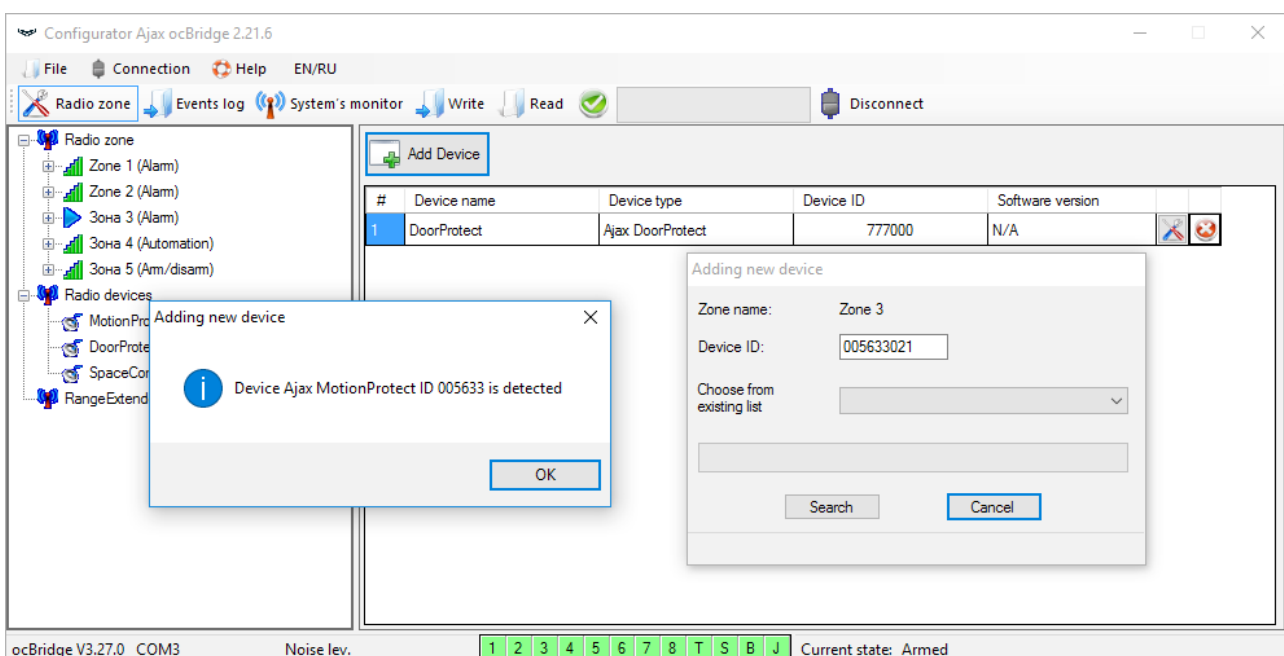 Configurator Ajax ocBridge 2.21.6
File Connection Help EN/RU
Radio zone Events log System's monitor Write Read Disconnect
Radio zone
Zone 1 (Alarm)
Zone 2 (Alarm)
Зона 3 (Alarm)
Зона 4 (Automation)
Зона 5 (Arm/disarm)
Radio devices
MotionPro
DoorProte
SpaceCor
RangeExtend
Add Device
# Device name Device type Device ID Software version
1 DoorProtect Ajax DoorProtect 777000 N/A
Adding new device
Device Ajax MotionProtect ID 005633 is detected
OK
Adding new device
Zone name: Zone 3
Device ID: 005633021
Choose from
existing list
Search Cancel
ocBridge V3.27.0 COM3 Noise lev. 1 2 3 4 5 6 7 8 T S B J Current state: Armed